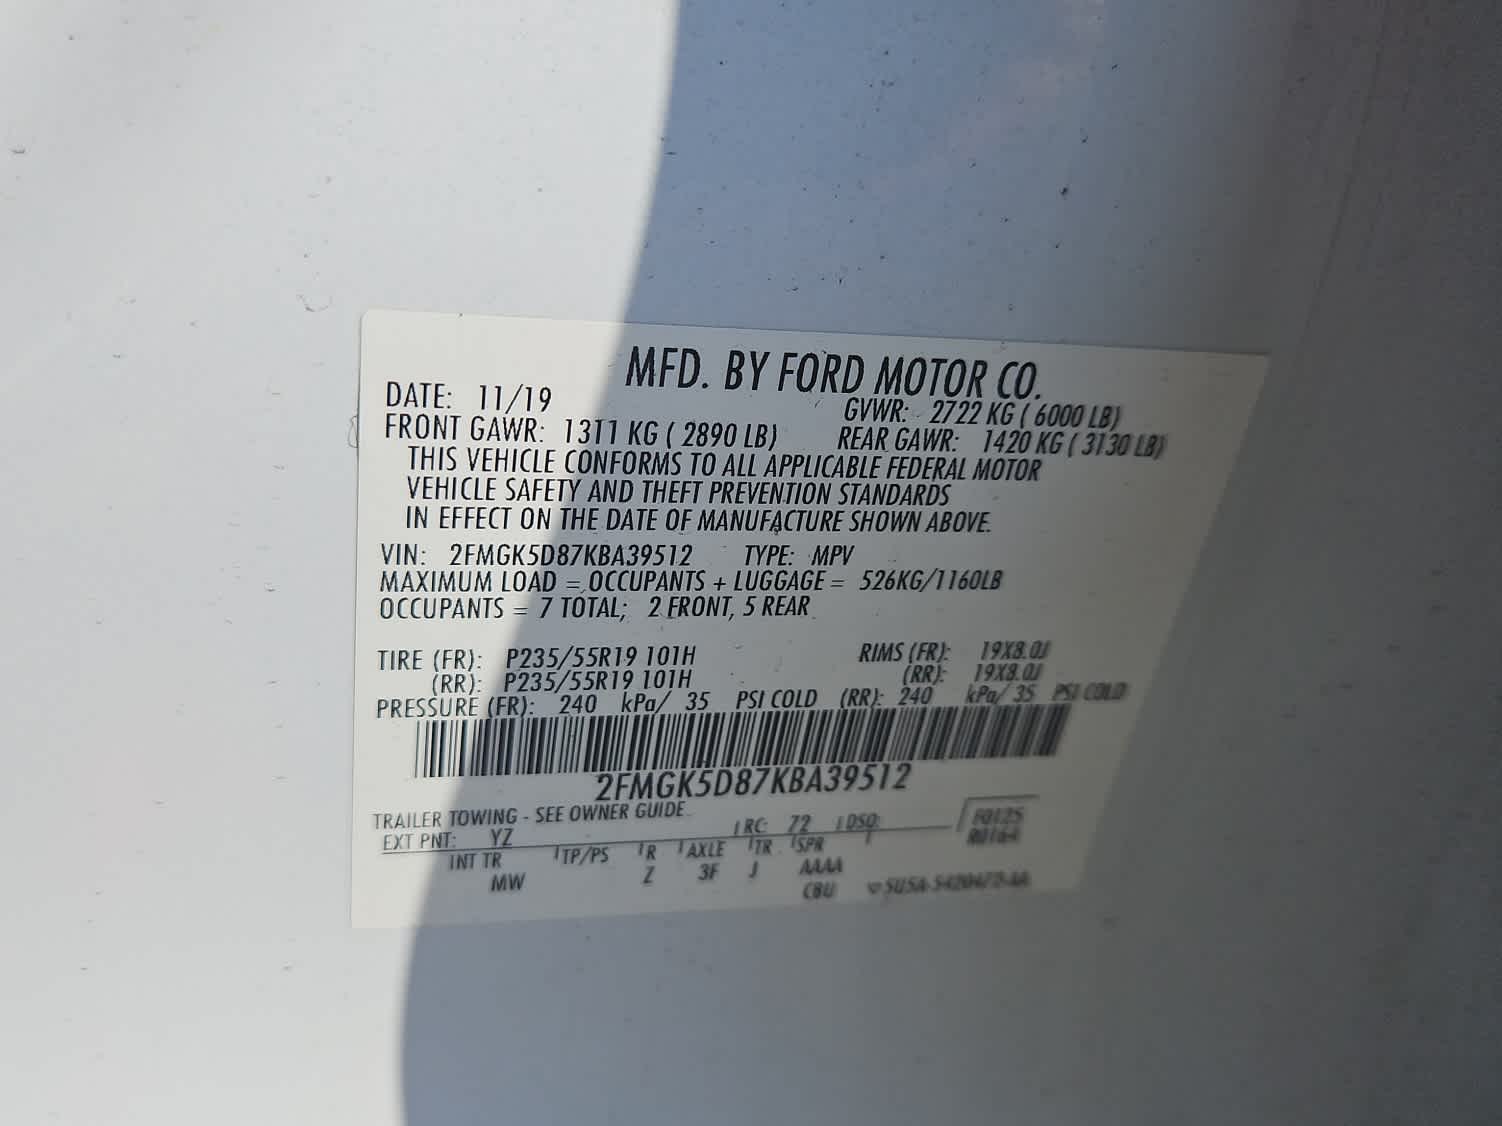 MFD. BY FORD MOTOR CO.
DATE: 11/19 GVWR: 2722 KG ( 6000 LB)
FRONT GAWR: 1311 KG ( 2890 LB) REAR GAWR: 1420 KG ( 3130 LB)
THIS VEHICLE CONFORMS TO ALL APPLICABLE FEDERAL MOTOR
VEHICLE SAFETY AND THEFT PREVENTION STANDARDS
IN EFFECT ON THE DATE OF MANUFACTURE SHOWN ABOVE.
VIN: 2FMGK5D87KBA39512 TYPE: MPV
MAXIMUM LOAD = OCCUPANTS + LUGGAGE = 526KG/1160LB
OCCUPANTS = 7 TOTAL; 2 FRONT, 5 REAR
TIRE (FR): P235/55R19 101H RIMS (FR): 19X8.0J
(RR): P235/55R19 101H (RR): 19X8.0J
PRESSURE (FR): 240 kPa/ 35 PSI COLD (RR): 240 kPa/ 35 PSI COLD
2FMGK5D87KBA39512
TRAILER TOWING - SEE OWNER GUIDE
EXT PNT: YZ RC: 72 DSO: F0125
R0164
INT TR TP/PS R AXLE TR SPR
MW Z 3F J AAAA
CBU